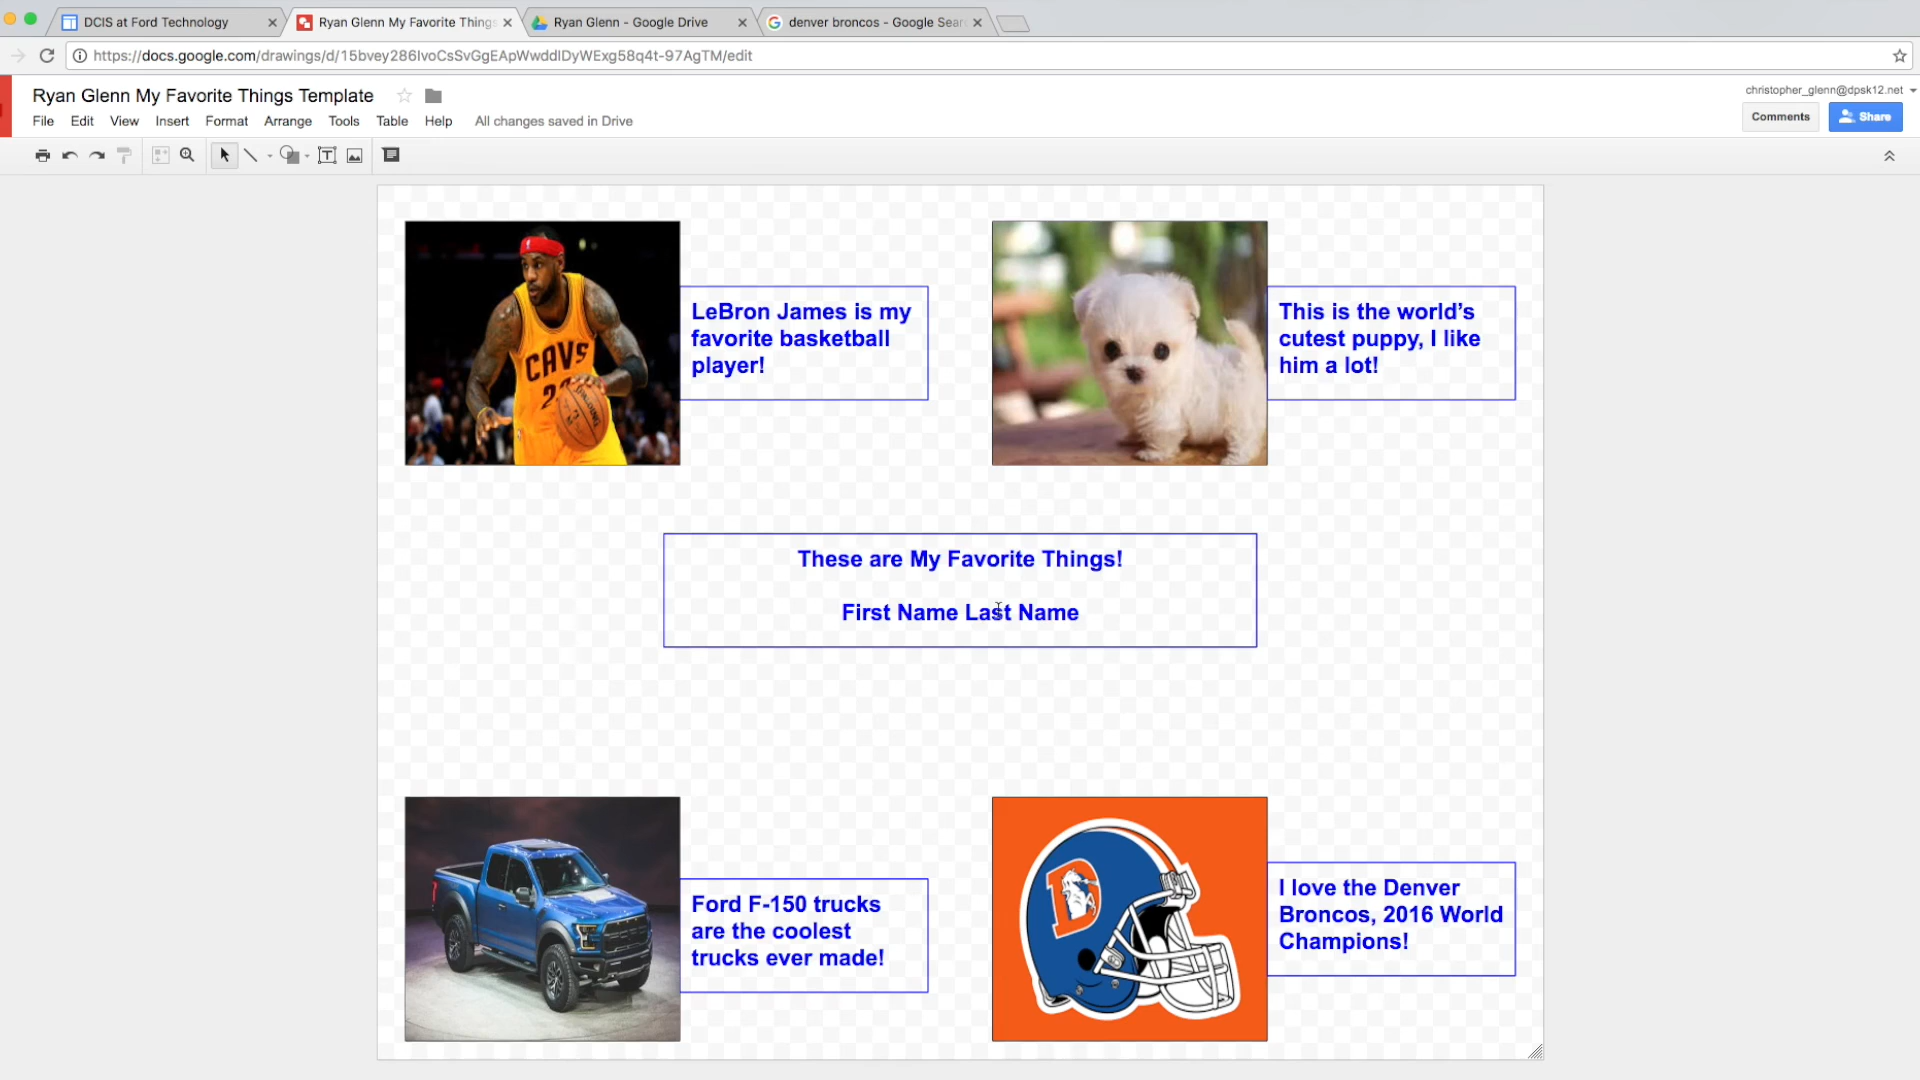 DCIS at Ford Technology
Ryan Glenn My Favorite Things
Ryan Glenn - Google Drive
denver broncos - Google Sear
https://docs.google.com/drawings/d/15bvey286IvoCsSvGgEApWwddIDyWExg58q4t-97AgTM/edit
Ryan Glenn My Favorite Things Template
christopher_glenn@dpsk12.net
File Edit View Insert Format Arrange Tools Table Help All changes saved in Drive
Comments
Share
LeBron James is my
favorite basketball
player!
This is the world’s
cutest puppy, I like
him a lot!
CAVS
SPALDING
These are My Favorite Things!
First Name Last Name
Ford F-150 trucks
are the coolest
trucks ever made!
D
I love the Denver
Broncos, 2016 World
Champions!